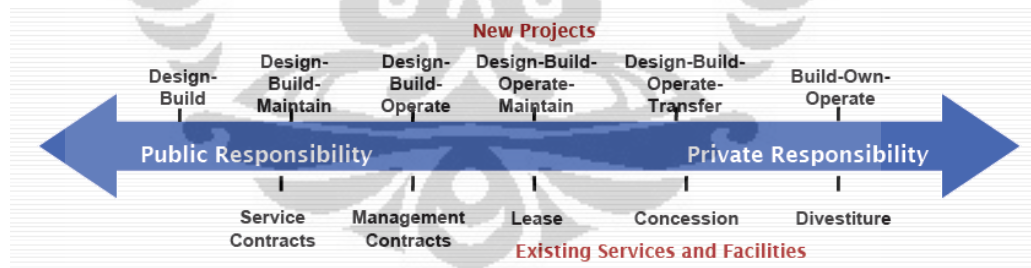 New Projects
Design-
Build
Design-
Build-
Maintain
Design-
Build-
Operate
Design-Build-
Operate-
Maintain
Design-Build-
Operate-
Transfer
Build-Own-
Operate
Public Responsibility
Private Responsibility
Service
Contracts
Management
Contracts
Lease
Concession
Divestiture
Existing Services and Facilities